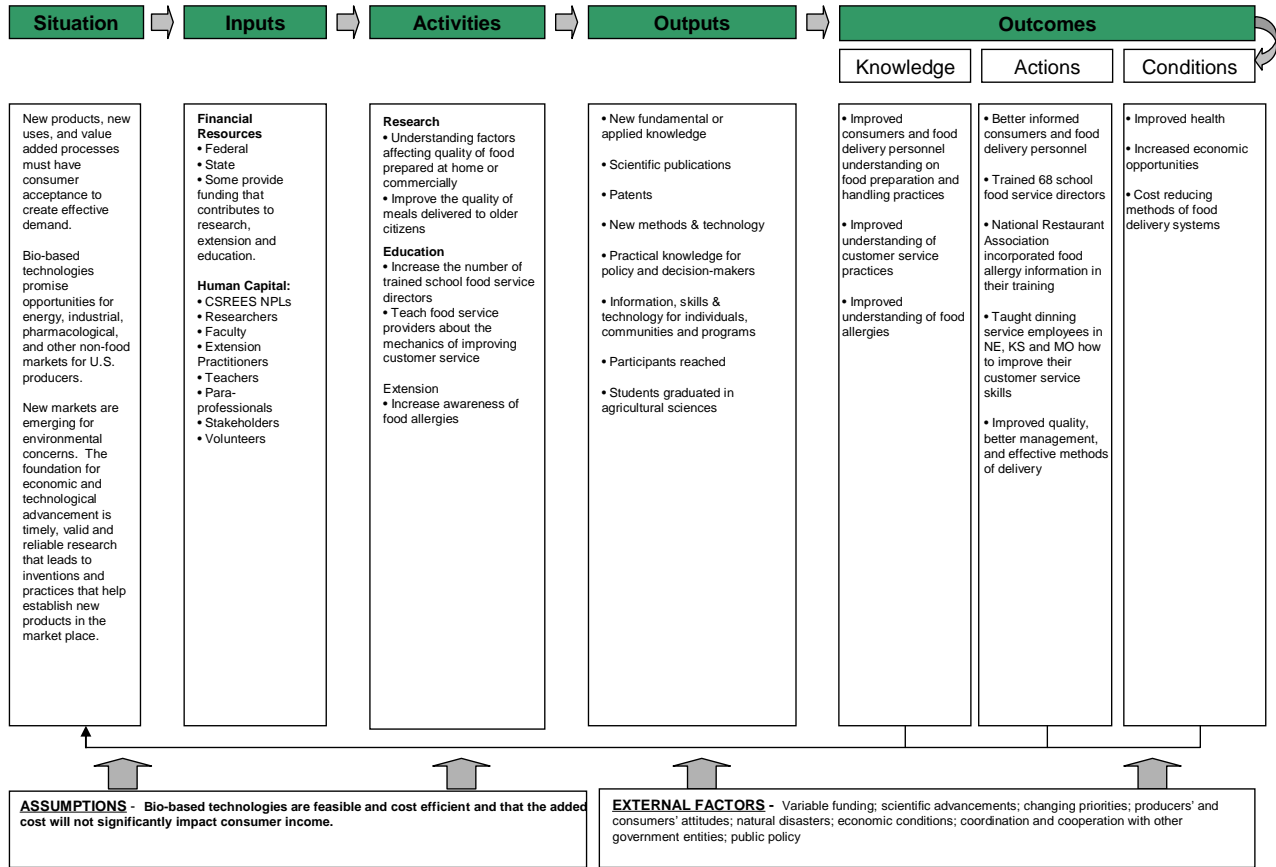 Situation
Inputs
Activities
Outputs
Outcomes
Knowledge
Actions
Conditions
New products, new
uses, and value
added processes
must have
consumer
acceptance to
create effective
demand.
Bio-based
technologies
promise
opportunities for
energy, industrial,
pharmacological,
and other non-food
markets for U.S.
producers.
New markets are
emerging for
environmental
concerns. The
foundation for
economic and
technological
advancement is
timely, valid and
reliable research
that leads to
inventions and
practices that help
establish new
products in the
market place.
Financial
Resources
• Federal
• State
• Some provide
funding that
contributes to
research,
extension and
education.
Human Capital:
• CSREES NPLs
• Researchers
• Faculty
• Extension
Practitioners
• Teachers
• Para-
professionals
• Stakeholders
• Volunteers
Research
• Understanding factors
affecting quality of food
prepared at home or
commercially
• Improve the quality of
meals delivered to older
citizens
Education
• Increase the number of
trained school food service
directors
• Teach food service
providers about the
mechanics of improving
customer service
Extension
• Increase awareness of
food allergies
• New fundamental or
applied knowledge
• Scientific publications
• Patents
• New methods & technology
• Practical knowledge for
policy and decision-makers
• Information, skills &
technology for individuals,
communities and programs
• Participants reached
• Students graduated in
agricultural sciences
• Improved
consumers and food
delivery personnel
understanding on
food preparation and
handling practices
• Improved
understanding of
customer service
practices
• Improved
understanding of food
allergies
• Better informed
consumers and food
delivery personnel
• Trained 68 school
food service directors
• National Restaurant
Association
incorporated food
allergy information in
their training
• Taught dinning
service employees in
NE, KS and MO how
to improve their
customer service
skills
• Improved quality,
better management,
and effective methods
of delivery
• Improved health
• Increased economic
opportunities
• Cost reducing
methods of food
delivery systems
ASSUMPTIONS - Bio-based technologies are feasible and cost efficient and that the added
cost will not significantly impact consumer income.
EXTERNAL FACTORS - Variable funding; scientific advancements; changing priorities; producers' and
consumers' attitudes; natural disasters; economic conditions; coordination and cooperation with other
government entities; public policy